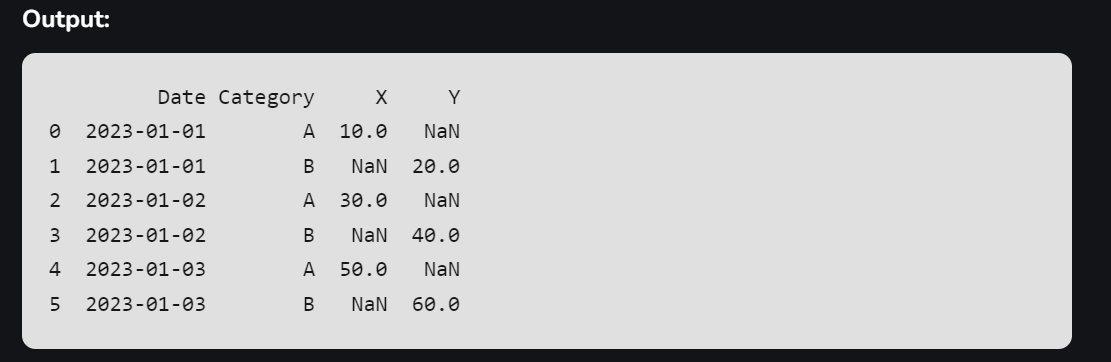 Output:
Date Category X Y
0 2023-01-01 A 10.0 NaN
1 2023-01-01 B NaN 20.0
2 2023-01-02 A 30.0 NaN
3 2023-01-02 B NaN 40.0
4 2023-01-03 A 50.0 NaN
5 2023-01-03 B NaN 60.0